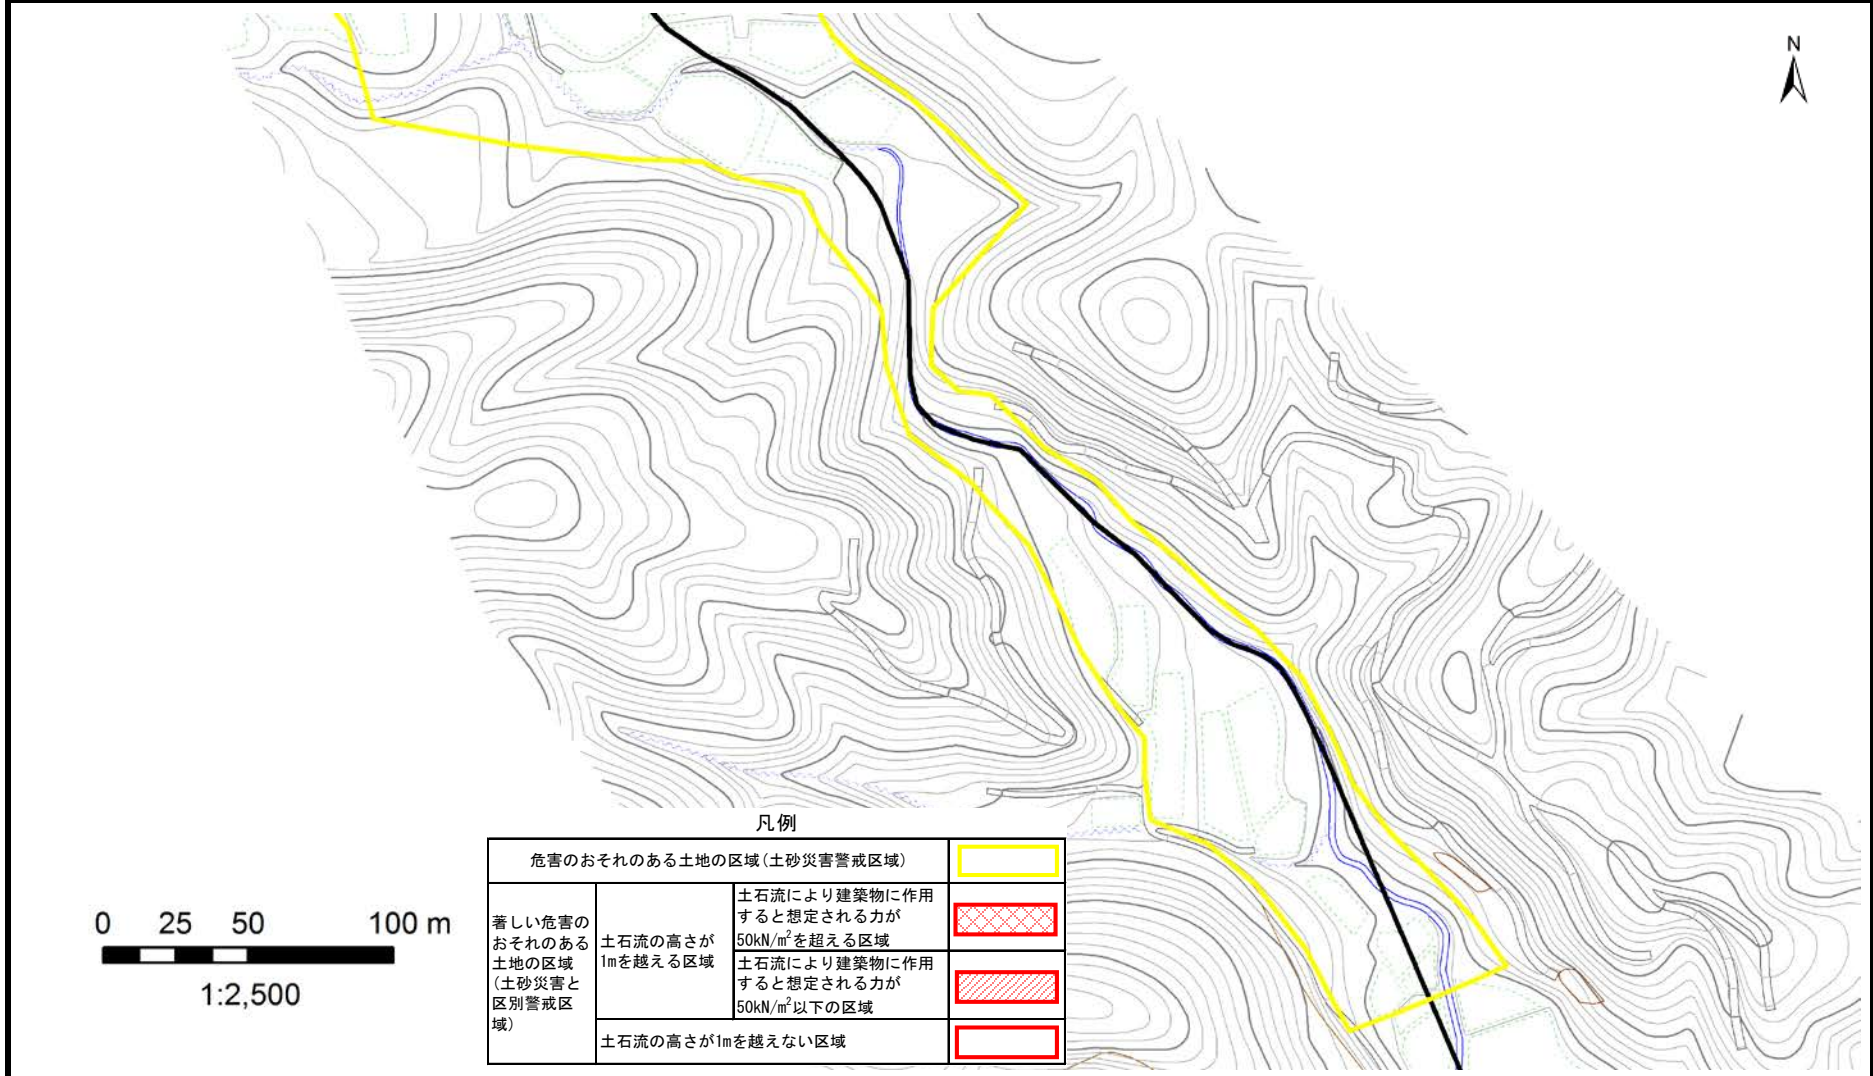 N
凡例
危害のおそれのある土地の区域(土砂災害警戒区域)
著しい危害の
おそれのある
土地の区域
(土砂災害と
区別警戒区
域)
土石流の高さが
1mを越える区域
土石流により建築物に作用
すると想定される力が
50kN/m²を超える区域
土石流により建築物に作用
すると想定される力が
50kN/m²以下の区域
土石流の高さが1mを越えない区域
0 25 50 100 m
1:2,500